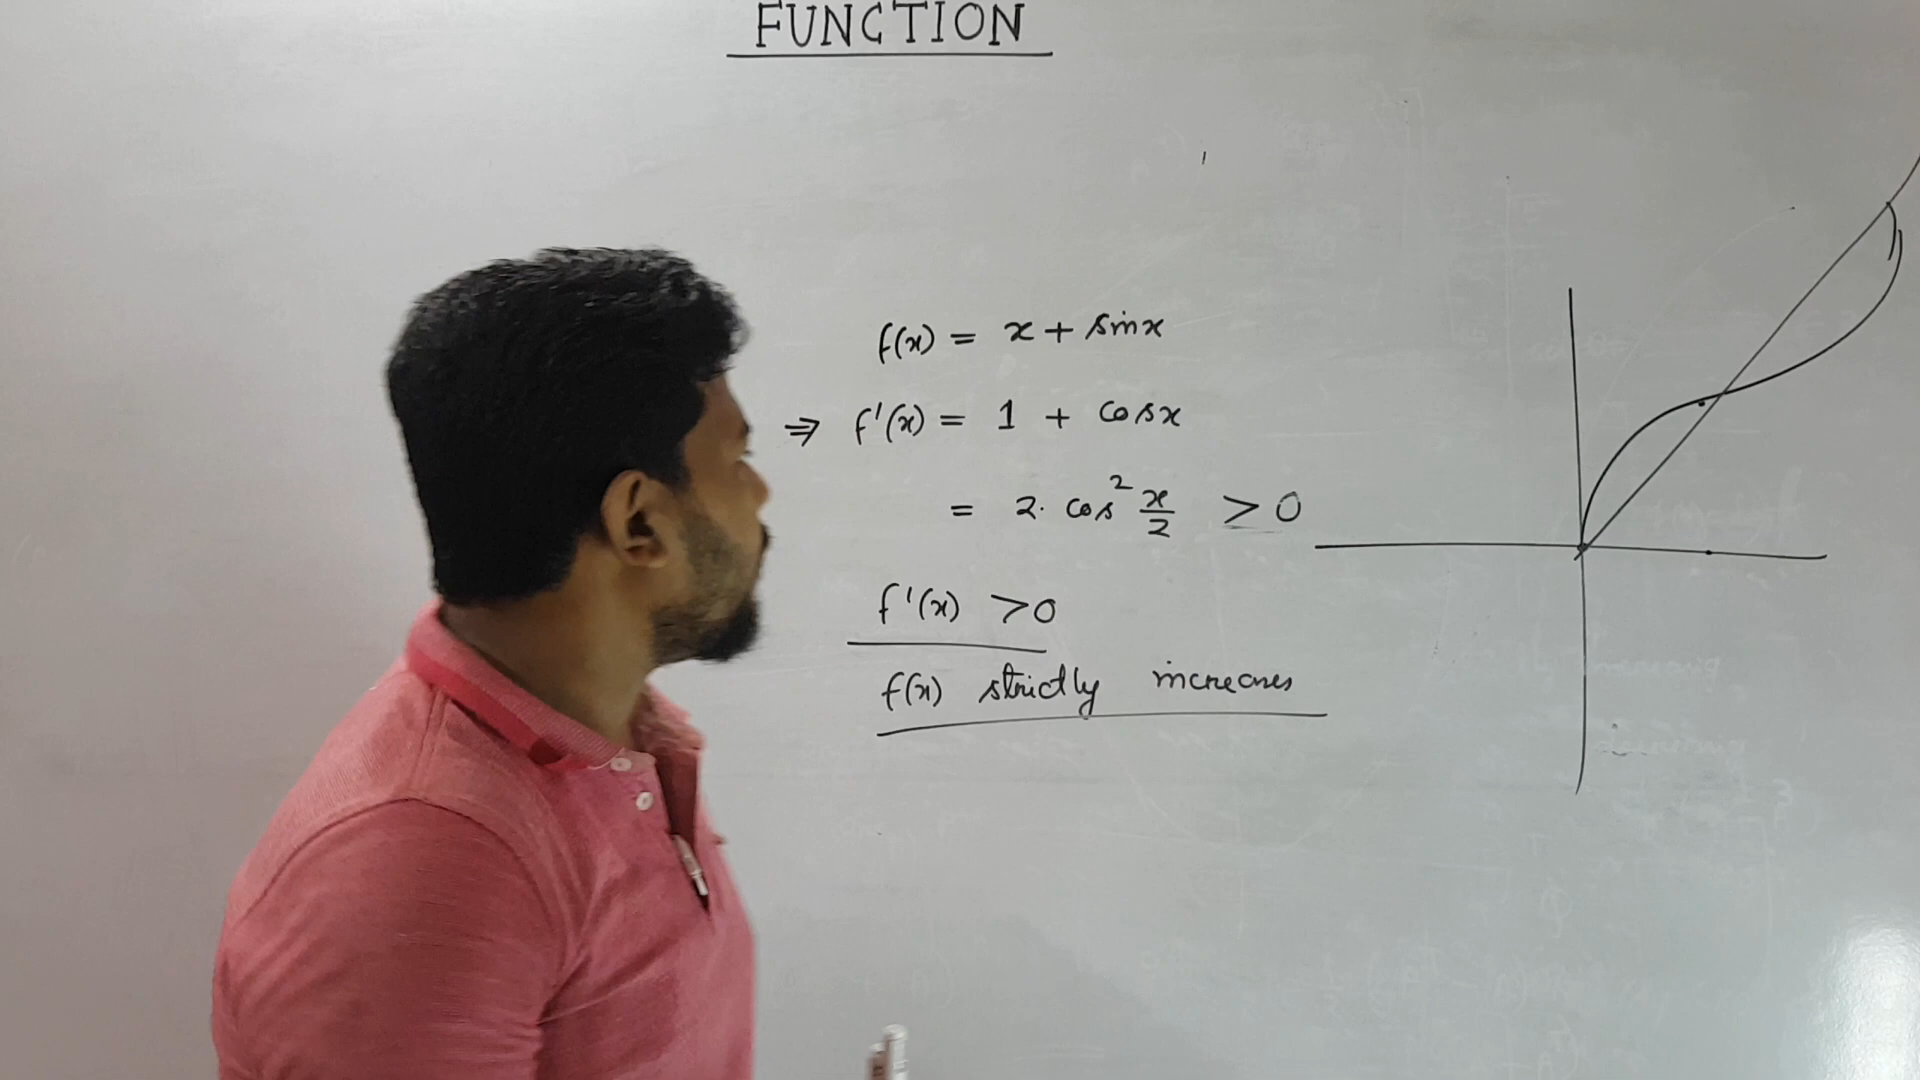 FUNCTION
f(x) = x + sinx
⇒ f'(x) = 1 + cosx
= 2. cos² x/2 ≥ 0
f'(x) >0
f(x) strictly increases